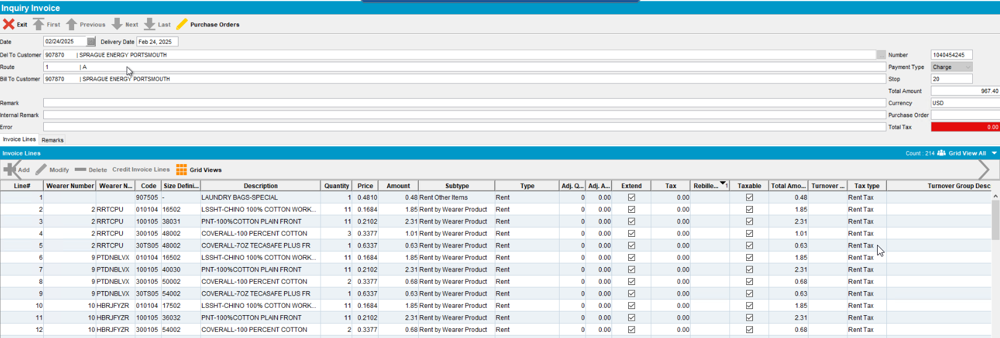 Inquiry Invoice
Exit First Previous Next Last Purchase Orders
Date 02/24/2025 Delivery Date Feb 24, 2025
Del To Customer 907870 | SPRAGUE ENERGY PORTSMOUTH ... Number 1040454245
Route 1 | A Payment Type Charge
Bill To Customer 907870 | SPRAGUE ENERGY PORTSMOUTH Stop 20
Total Amount 967.40
Remark Currency USD
Internal Remark Purchase Order
Error Total Tax 0.00
Invoice Lines Remarks
Invoice Lines Count : 214 Grid View All
Add Modify Delete Credit Invoice Lines Grid Views
Line# Wearer Number Wearer N... Code Size Defini... Description Quantity Price Amount Subtype Type Adj. Q... Adj. A... Extend Tax Rebille... 1 Taxable Total Amo... Turnover ... Tax type Turnover Group Desc
1 907505 - LAUNDRY BAGS-SPECIAL 1 0.4810 0.48 Rent Other Items Rent 0 0.00 0.00 0.48 Rent Tax
2 2 RRTCPU 010104 16502 LSSHT-CHINO 100% COTTON WORK... 11 0.1684 1.85 Rent by Wearer Product Rent 0 0.00 0.00 1.85 Rent Tax
3 2 RRTCPU 100105 38031 PNT-100%COTTON PLAIN FRONT 11 0.2102 2.31 Rent by Wearer Product Rent 0 0.00 0.00 2.31 Rent Tax
4 2 RRTCPU 300105 48002 COVERALL-100 PERCENT COTTON 3 0.3377 1.01 Rent by Wearer Product Rent 0 0.00 0.00 1.01 Rent Tax
5 2 RRTCPU 30TS05 48002 COVERALL-7OZ TECASAFE PLUS FR 1 0.6337 0.63 Rent by Wearer Product Rent 0 0.00 0.00 0.63 Rent Tax
6 9 PTDNBLVX 010104 16502 LSSHT-CHINO 100% COTTON WORK... 11 0.1684 1.85 Rent by Wearer Product Rent 0 0.00 0.00 1.85 Rent Tax
7 9 PTDNBLVX 100105 40030 PNT-100%COTTON PLAIN FRONT 11 0.2102 2.31 Rent by Wearer Product Rent 0 0.00 0.00 2.31 Rent Tax
8 9 PTDNBLVX 300105 50002 COVERALL-100 PERCENT COTTON 2 0.3377 0.68 Rent by Wearer Product Rent 0 0.00 0.00 0.68 Rent Tax
9 9 PTDNBLVX 30TS05 54002 COVERALL-7OZ TECASAFE PLUS FR 1 0.6337 0.63 Rent by Wearer Product Rent 0 0.00 0.00 0.63 Rent Tax
10 10 HBRJFYZR 010104 17502 LSSHT-CHINO 100% COTTON WORK... 11 0.1684 1.85 Rent by Wearer Product Rent 0 0.00 0.00 1.85 Rent Tax
11 10 HBRJFYZR 100105 36032 PNT-100%COTTON PLAIN FRONT 11 0.2102 2.31 Rent by Wearer Product Rent 0 0.00 0.00 2.31 Rent Tax
12 10 HBRJFYZR 300105 54002 COVERALL-100 PERCENT COTTON 2 0.3377 0.68 Rent by Wearer Product Rent 0 0.00 0.00 0.68 Rent Tax